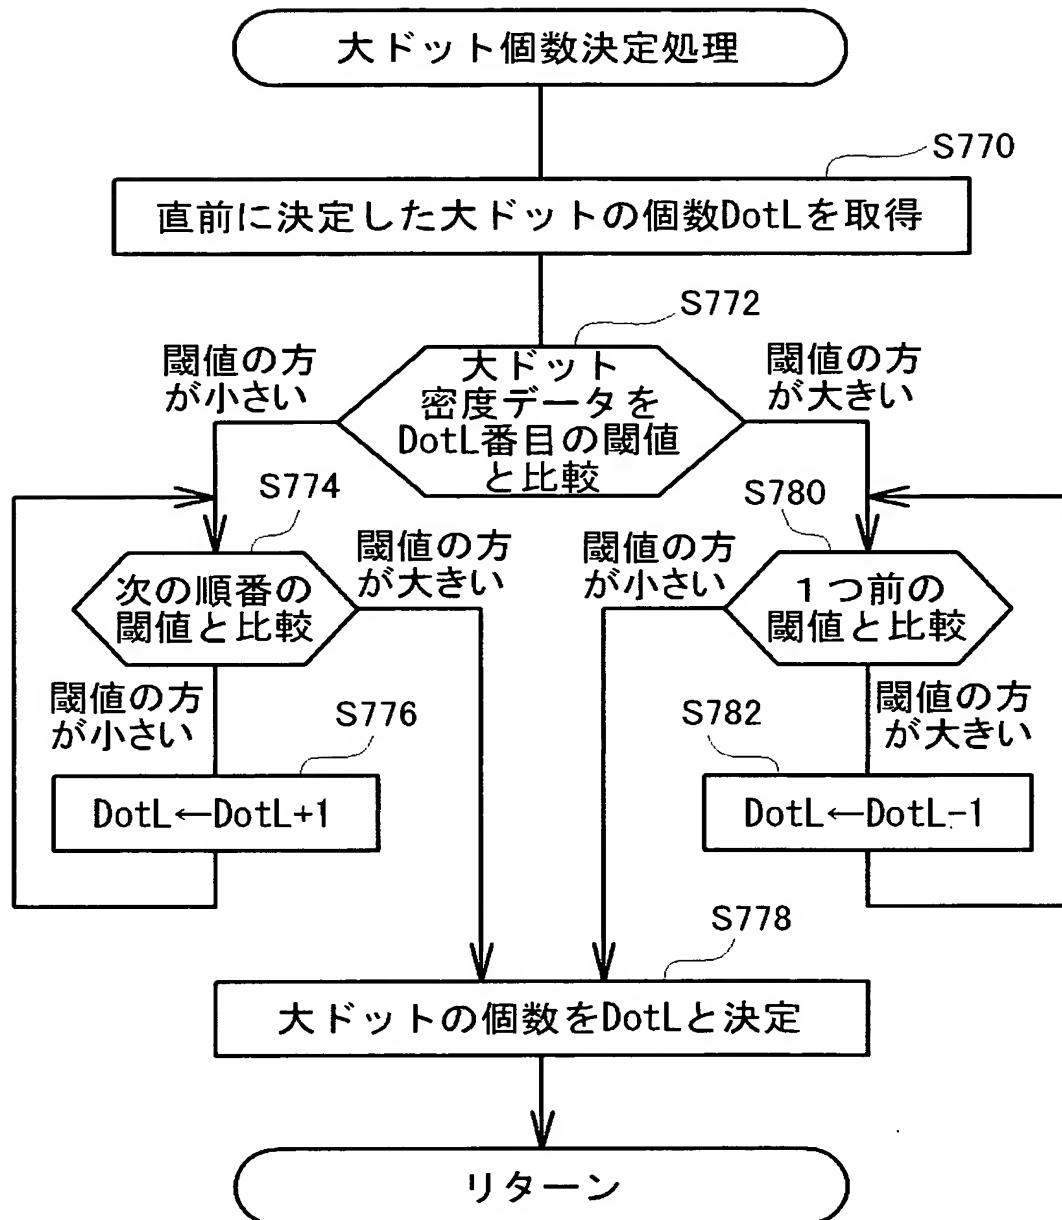 大ドット個数決定処理
S770
直前に決定した大ドットの個数DotLを取得
S772
閾値の方
が小さい
大ドット
密度データを
DotL番目の閾値
と比較
閾値の方
が大きい
S774
S780
次の順番の
閾値と比較
閾値の方
が大きい
閾値の方
が小さい
1つ前の
閾値と比較
閾値の方
が小さい
S776
S782
閾値の方
が大きい
DotL←DotL+1
DotL←DotL-1
S778
大ドットの個数をDotLと決定
リターン